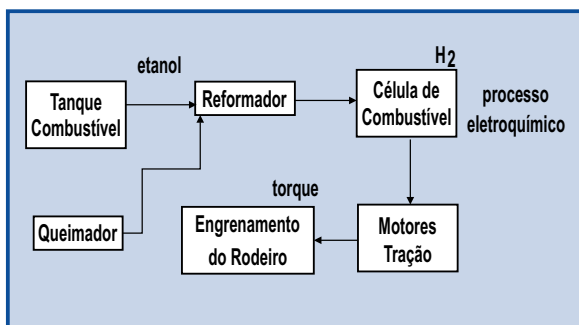 etanol
Tanque
Combustível
Reformador
H2
Célula de
Combustível
processo
eletroquímico
Queimador
torque
Engrenamento
do Rodeiro
Motores
Tração